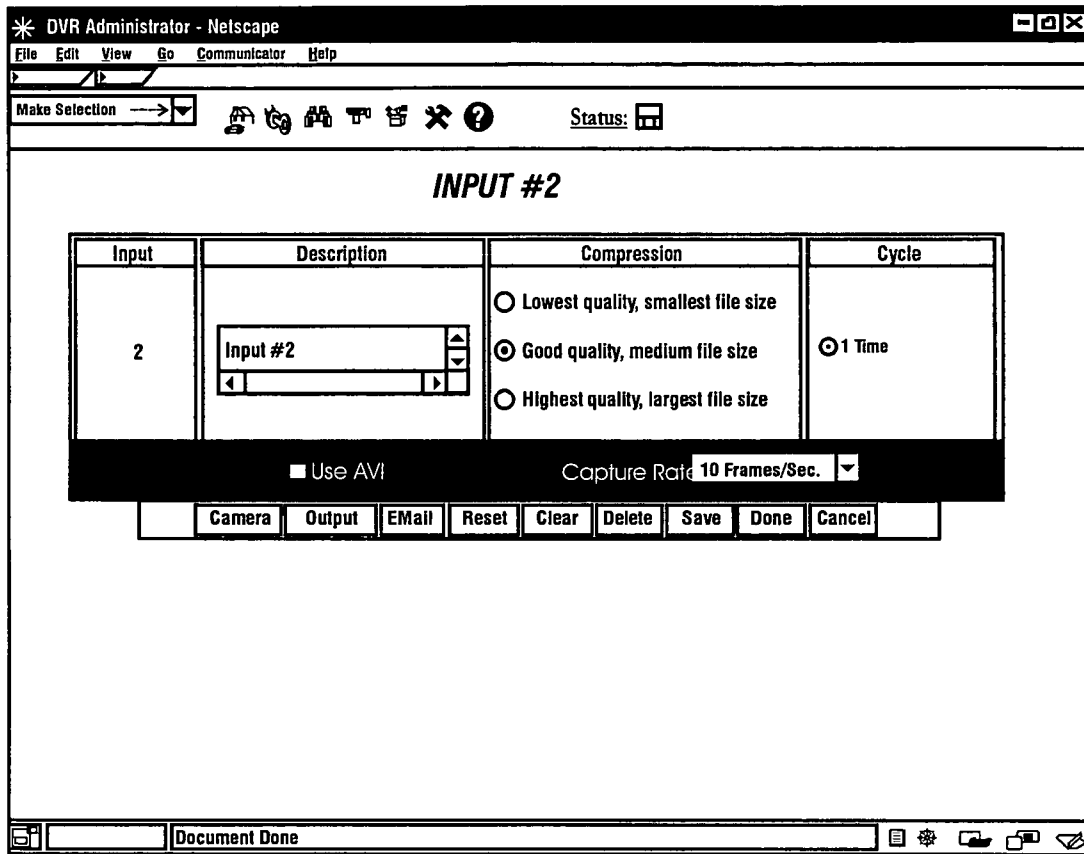 DVR Administrator - Netscape
File Edit View Go Communicator Help
Make Selection
Status:
INPUT #2
Input Description Compression Cycle
Lowest quality, smallest file size
2 Input #2 Good quality, medium file size 1 Time
Highest quality, largest file size
Use AVI Capture Rate 10 Frames/Sec.
Camera Output EMail Reset Clear Delete Save Done Cancel
Document Done